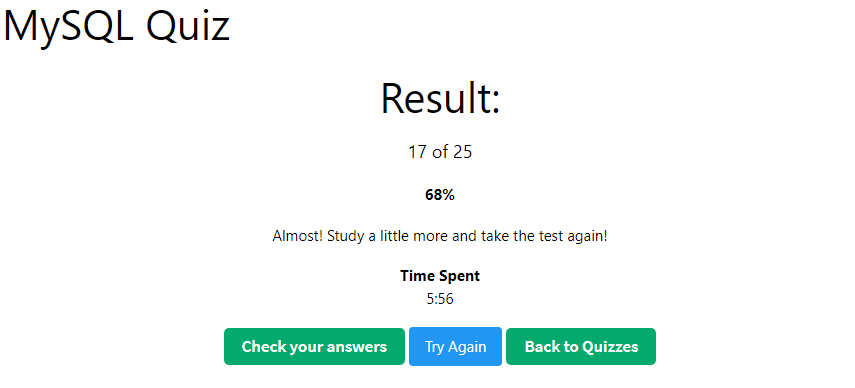 MySQL Quiz
Result:
17 of 25
68%
Almost! Study a little more and take the test again!
Time Spent
5:56
Check your answers Try Again Back to Quizzes